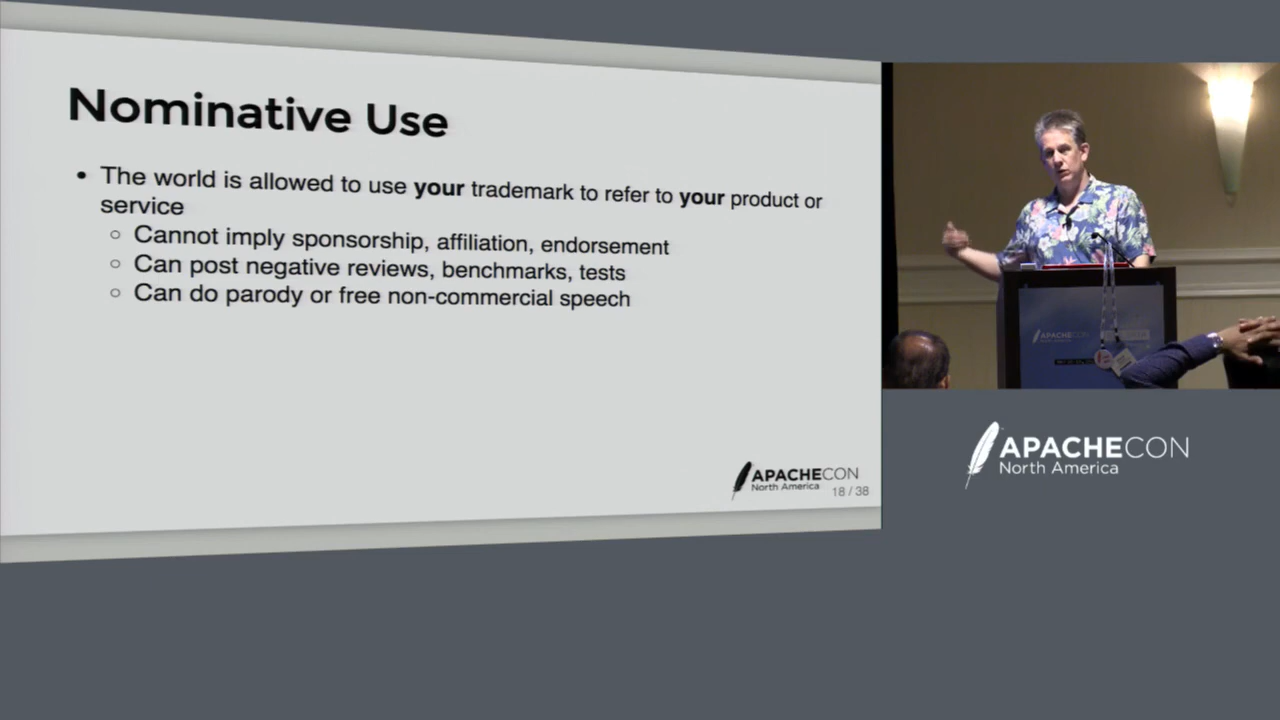 Nominative Use
• The world is allowed to use your trademark to refer to your product or
service
○ Cannot imply sponsorship, affiliation, endorsement
○ Can post negative reviews, benchmarks, tests
○ Can do parody or free non-commercial speech
APACHECON
North America
18 / 38
APACHECON
APACHECON
North America